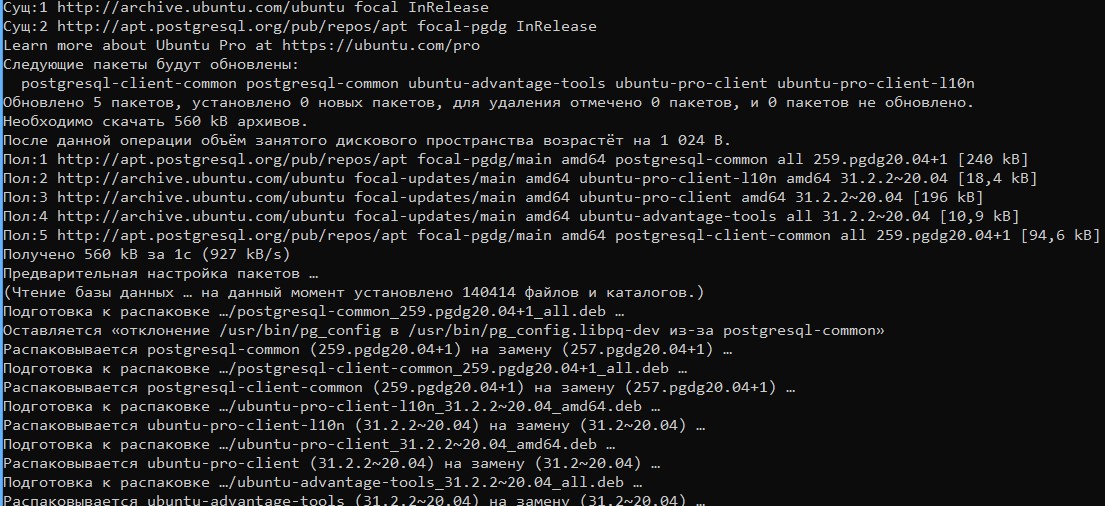 Сущ:1 http://archive.ubuntu.com/ubuntu focal InRelease
Сущ:2 http://apt.postgresql.org/pub/repos/apt focal-pgdg InRelease
Learn more about Ubuntu Pro at https://ubuntu.com/pro
Следующие пакеты будут обновлены:
  postgresql-client-common postgresql-common ubuntu-advantage-tools ubuntu-pro-client ubuntu-pro-client-l10n
Обновлено 5 пакетов, установлено 0 новых пакетов, для удаления отмечено 0 пакетов, и 0 пакетов не обновлено.
Необходимо скачать 560 kB архивов.
После данной операции объём занятого дискового пространства возрастёт на 1 024 B.
Пол:1 http://apt.postgresql.org/pub/repos/apt focal-pgdg/main amd64 postgresql-common all 259.pgdg20.04+1 [240 kB]
Пол:2 http://archive.ubuntu.com/ubuntu focal-updates/main amd64 ubuntu-pro-client-l10n amd64 31.2.2~20.04 [18,4 kB]
Пол:3 http://archive.ubuntu.com/ubuntu focal-updates/main amd64 ubuntu-pro-client amd64 31.2.2~20.04 [196 kB]
Пол:4 http://archive.ubuntu.com/ubuntu focal-updates/main amd64 ubuntu-advantage-tools all 31.2.2~20.04 [10,9 kB]
Пол:5 http://apt.postgresql.org/pub/repos/apt focal-pgdg/main amd64 postgresql-client-common all 259.pgdg20.04+1 [94,6 kB]
Получено 560 kB за 1с (927 kB/s)
Предварительная настройка пакетов …
(Чтение базы данных … на данный момент установлено 140414 файлов и каталогов.)
Подготовка к распаковке …/postgresql-common_259.pgdg20.04+1_all.deb …
Оставляется «отклонение /usr/bin/pg_config в /usr/bin/pg_config.libpq-dev из-за postgresql-common»
Распаковывается postgresql-common (259.pgdg20.04+1) на замену (257.pgdg20.04+1) …
Подготовка к распаковке …/postgresql-client-common_259.pgdg20.04+1_all.deb …
Распаковывается postgresql-client-common (259.pgdg20.04+1) на замену (257.pgdg20.04+1) …
Подготовка к распаковке …/ubuntu-pro-client-l10n_31.2.2~20.04_amd64.deb …
Распаковывается ubuntu-pro-client-l10n (31.2.2~20.04) на замену (31.2~20.04) …
Подготовка к распаковке …/ubuntu-pro-client_31.2.2~20.04_amd64.deb …
Распаковывается ubuntu-pro-client (31.2.2~20.04) на замену (31.2~20.04) …
Подготовка к распаковке …/ubuntu-advantage-tools_31.2.2~20.04_all.deb …
Распаковывается ubuntu-advantage-tools (31.2.2~20.04) на замену (31.2~20.04) …